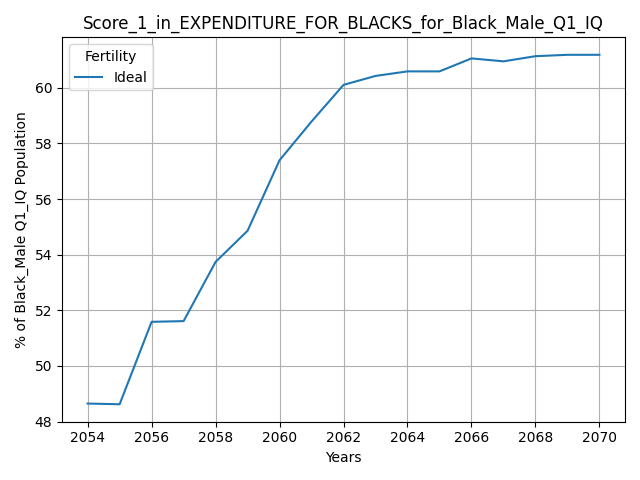 Score_1_in_EXPENDITURE_FOR_BLACKS_for_Black_Male_Q1_IQ
Fertility
Ideal
% of Black_Male Q1_IQ Population
60
58
56
54
52
50
48
2054 2056 2058 2060 2062 2064 2066 2068 2070
Years